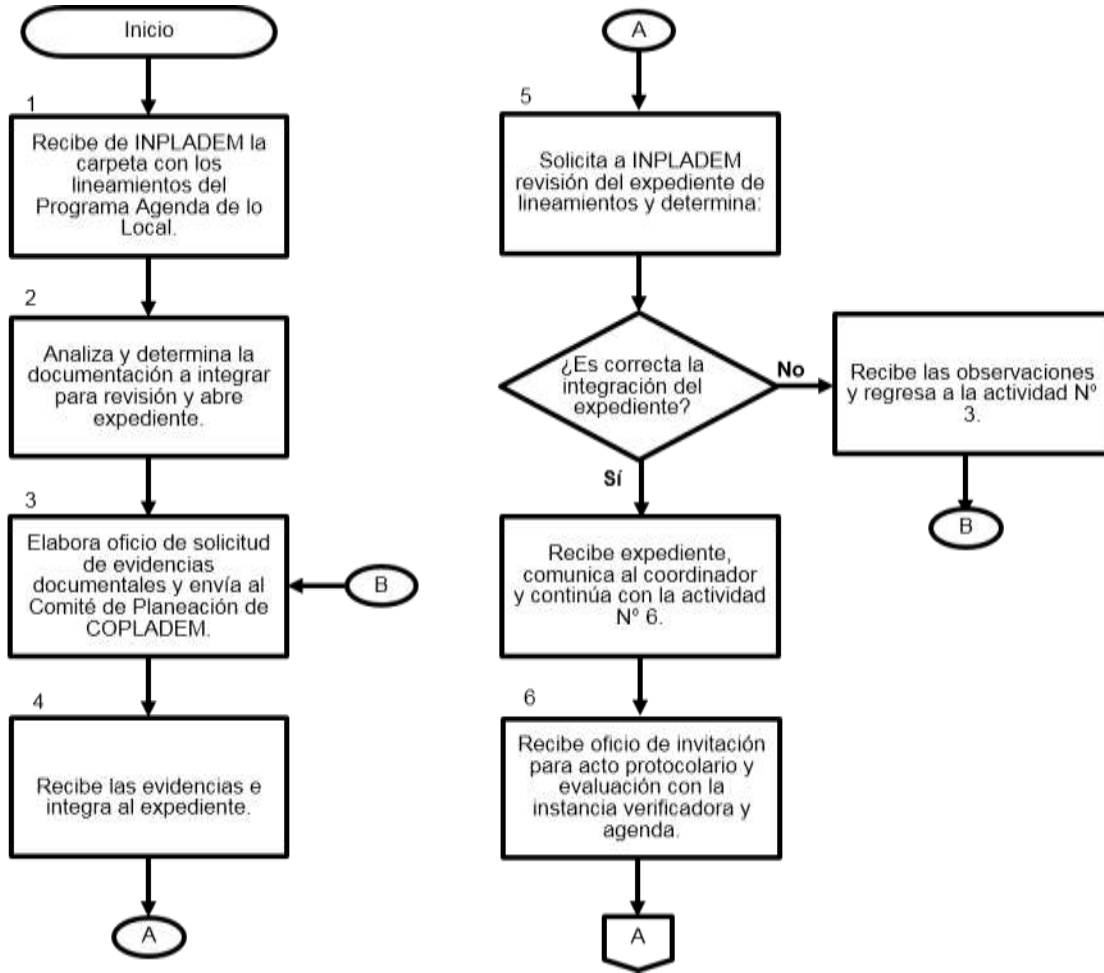 Inicio
1
Recibe de INPLADEM la
carpeta con los
lineamientos del
Programa Agenda de lo
Local.
2
Analiza y determina la
documentación a integrar
para revisión y abre
expediente.
3
Elabora oficio de solicitud
de evidencias
documentales y envía al
Comité de Planeación de
COPLADEM.
B
4
Recibe las evidencias e
integra al expediente.
A
A
5
Solicita a INPLADEM
revisión del expediente de
lineamientos y determina:
¿Es correcta la
integración del
expediente?
No
Recibe las observaciones
y regresa a la actividad Nº
3.
B
Sí
Recibe expediente,
comunica al coordinador
y continúa con la actividad
Nº 6.
6
Recibe oficio de invitación
para acto protocolario y
evaluación con la
instancia verificadora y
agenda.
A